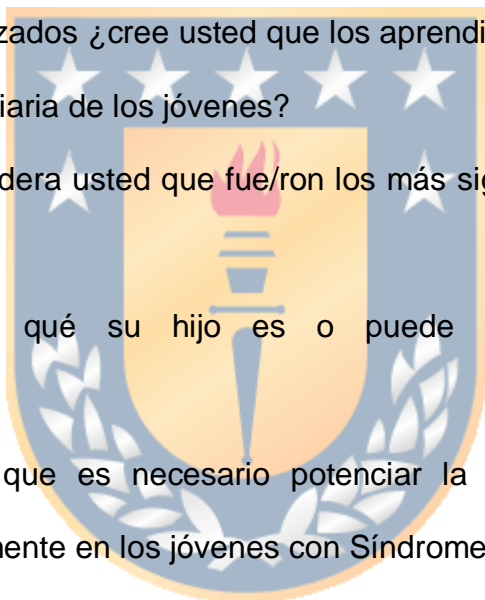 zados ¿cree usted que los aprendi
iaria de los jóvenes?
dera usted que fue/ron los más sig
qué su hijo es o puede
que es necesario potenciar la
mente en los jóvenes con Síndrome